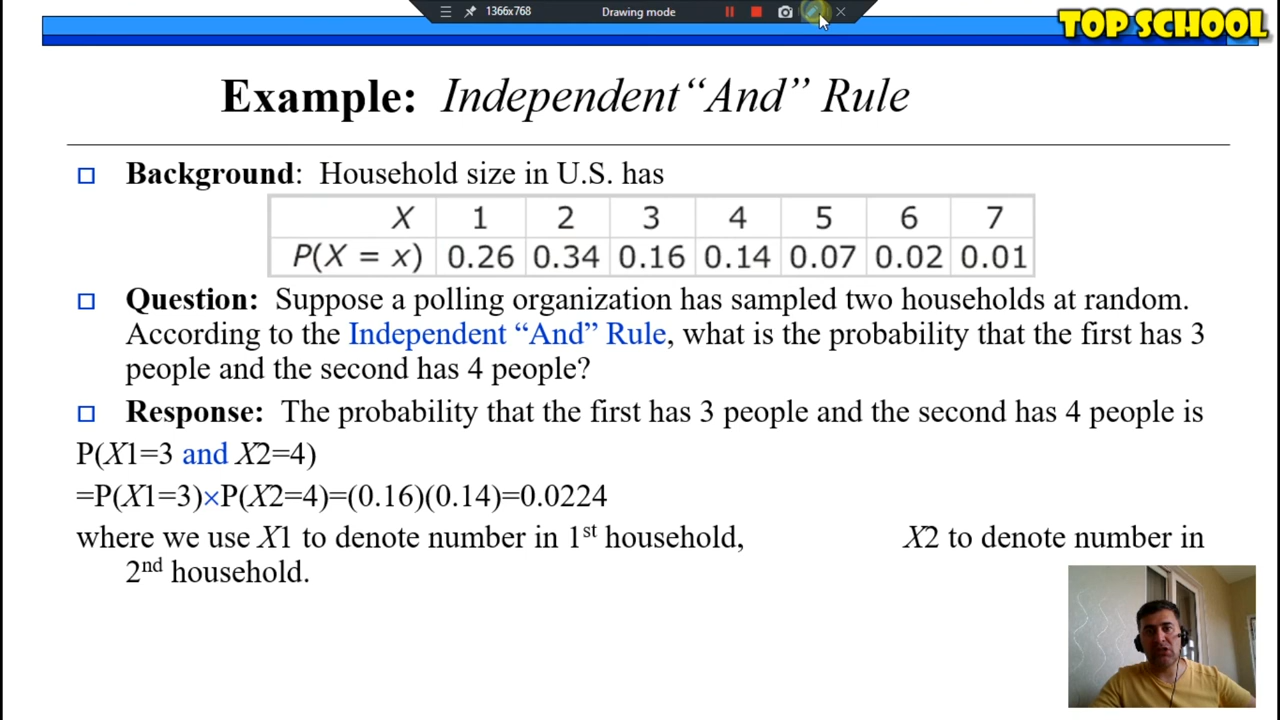 1366x768 Drawing mode
TOP SCHOOL
Example: Independent “And” Rule
Background: Household size in U.S. has
X 1 2 3 4 5 6 7
P(X = x) 0.26 0.34 0.16 0.14 0.07 0.02 0.01
Question: Suppose a polling organization has sampled two households at random.
According to the Independent “And” Rule, what is the probability that the first has 3
people and the second has 4 people?
Response: The probability that the first has 3 people and the second has 4 people is
P(X1=3 and X2=4)
=P(X1=3)×P(X2=4)=(0.16)(0.14)=0.0224
where we use X1 to denote number in 1st household, X2 to denote number in
2nd household.